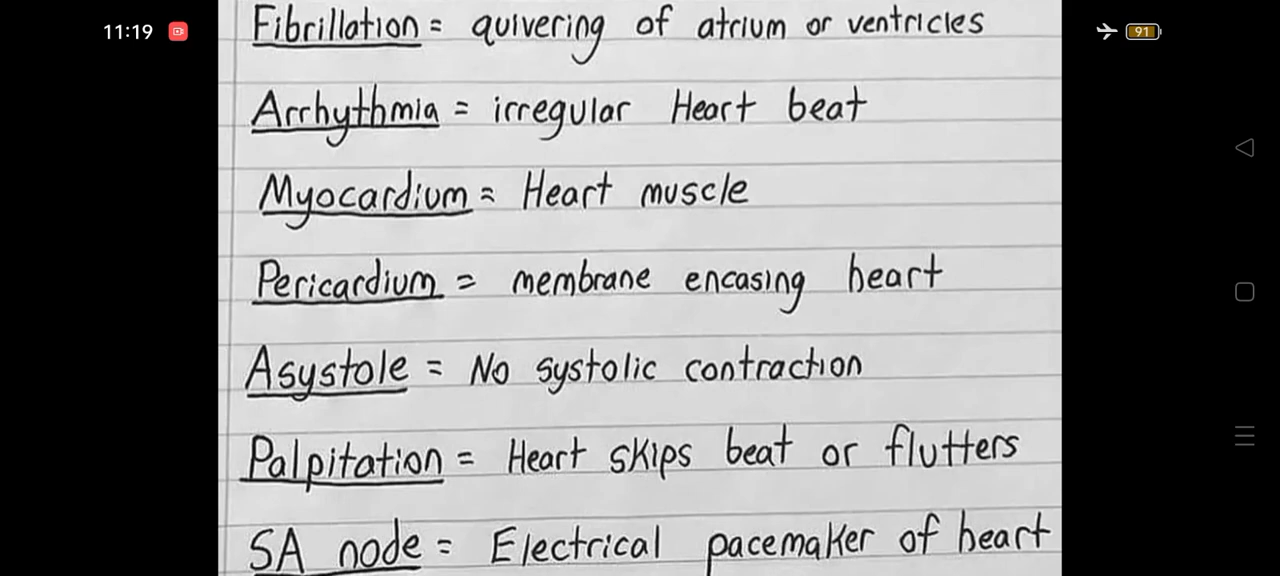 11:19
91
Fibrillation = quivering of atrium or ventricles
Arrhythmia = irregular Heart beat
Myocardium = Heart muscle
Pericardium = membrane encasing heart
Asystole = No systolic contraction
Palpitation = Heart skips beat or flutters
SA node = Electrical pacemaker of heart